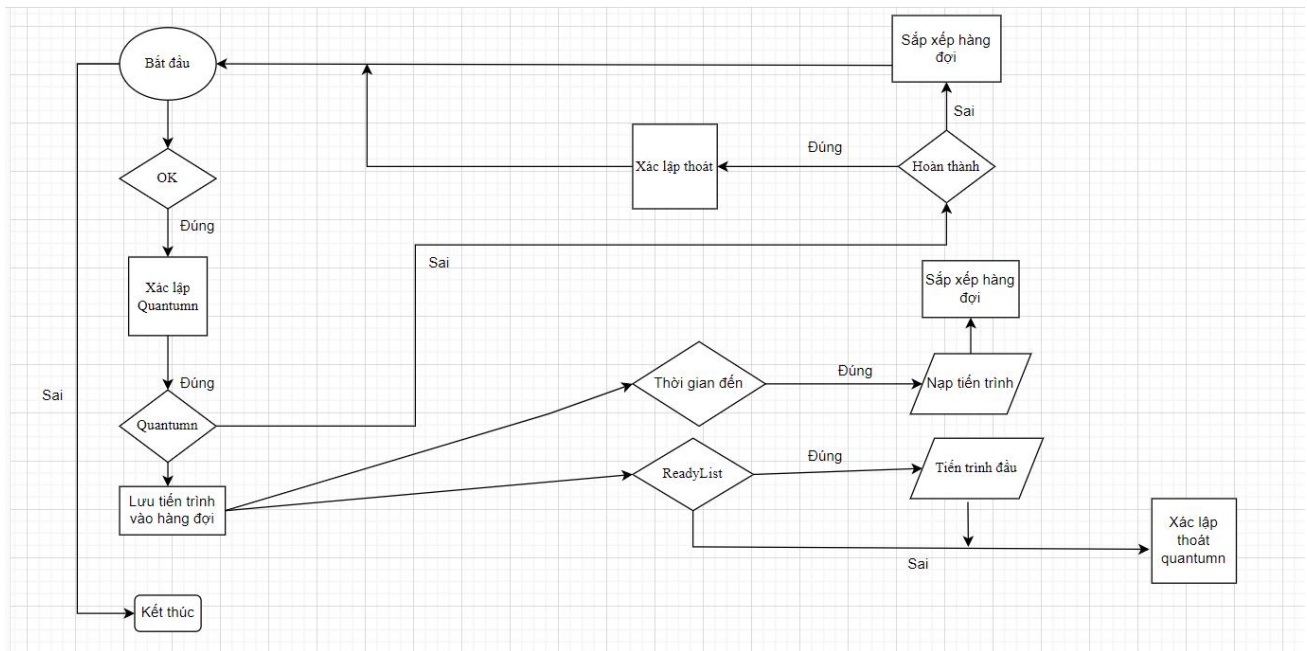 Bắt đầu
Sắp xếp hàng
đợi
Sai
Đúng
Xác lập thoát
Hoàn thành
OK
Đúng
Sai
Xác lập
Quantumn
Sắp xếp hàng
đợi
Đúng
Thời gian đến
Đúng
Nạp tiến trình
Sai
Quantumn
ReadyList
Đúng
Tiến trình đầu
Lưu tiến trình
vào hàng đợi
Xác lập
thoát
quantumn
Sai
Kết thúc